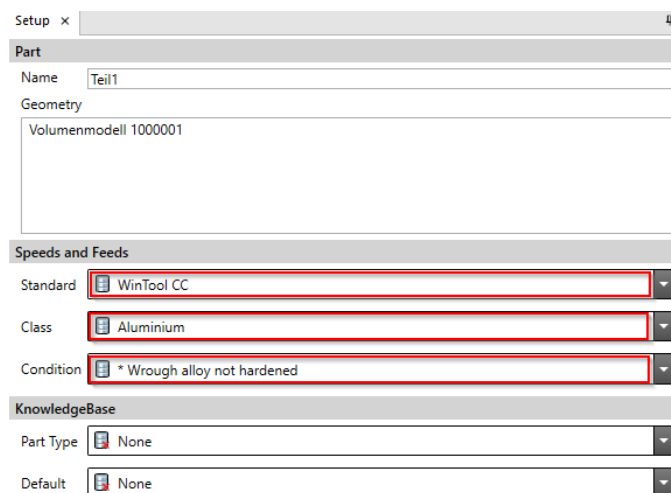 Setup ×
Part
Name Teil1
Geometry
Volumenmodell 1000001
Speeds and Feeds
Standard WinTool CC
Class Aluminium
Condition * Wrough alloy not hardened
KnowledgeBase
Part Type None
Default None